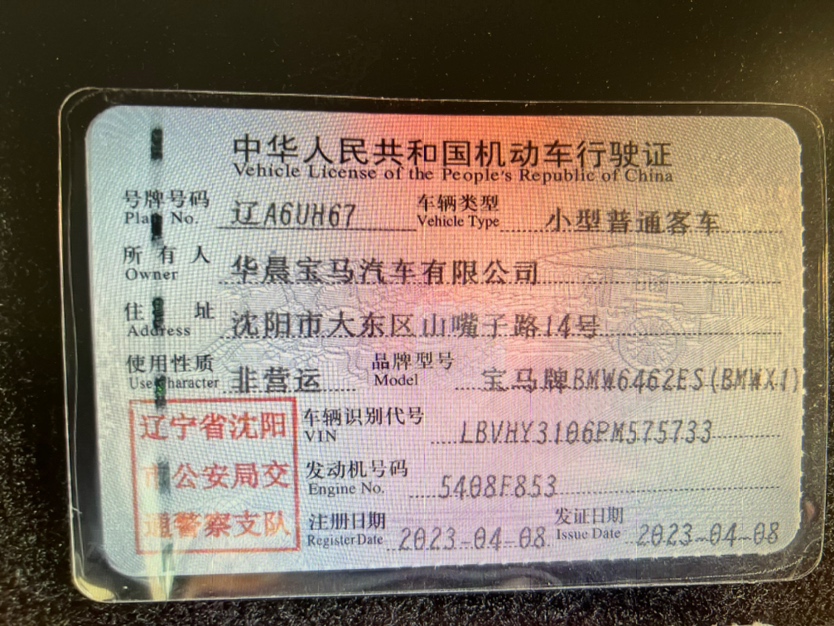 中华人民共和国机动车行驶证
Vehicle License of the People's Republic of China
号牌号码 辽A6UH67 车辆类型 小型普通客车
Plate No. Vehicle Type
所有人 华晨宝马汽车有限公司
Owner
住址 沈阳市大东区山嘴子路14号
Address
使用性质 非营运 品牌型号 宝马牌BMW6462ES(BMWX1)
Use Character Model
辽宁省沈阳
市公安局交
通警察支队
车辆识别代号 LBVHY3106PM575733
VIN
发动机号码 5408F853
Engine No.
注册日期 2023-04-08 发证日期 2023-04-08
Register Date Issue Date